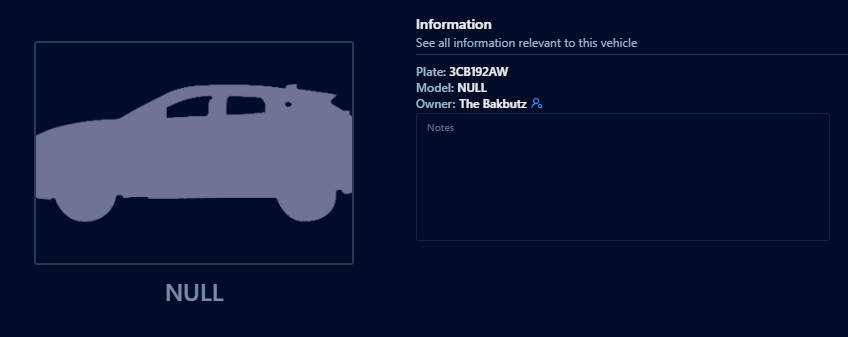 Information
See all information relevant to this vehicle
Plate: 3CB192AW
Model: NULL
Owner: The Bakbutz
Notes
NULL